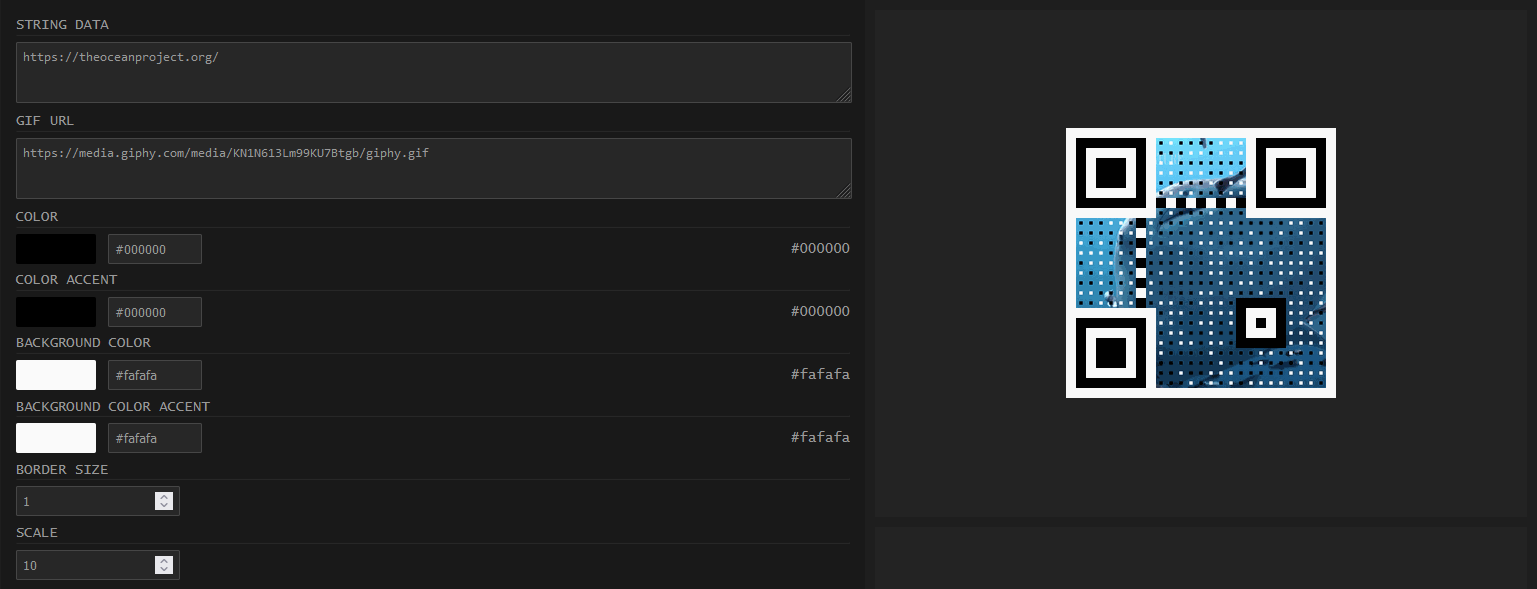 STRING DATA
https://theoceanproject.org/
GIF URL
https://media.giphy.com/media/KN1N613Lm99KU7Btgb/giphy.gif
COLOR
#000000 #000000
COLOR ACCENT
#000000 #000000
BACKGROUND COLOR
#fafafa #fafafa
BACKGROUND COLOR ACCENT
#fafafa #fafafa
BORDER SIZE
1
SCALE
10